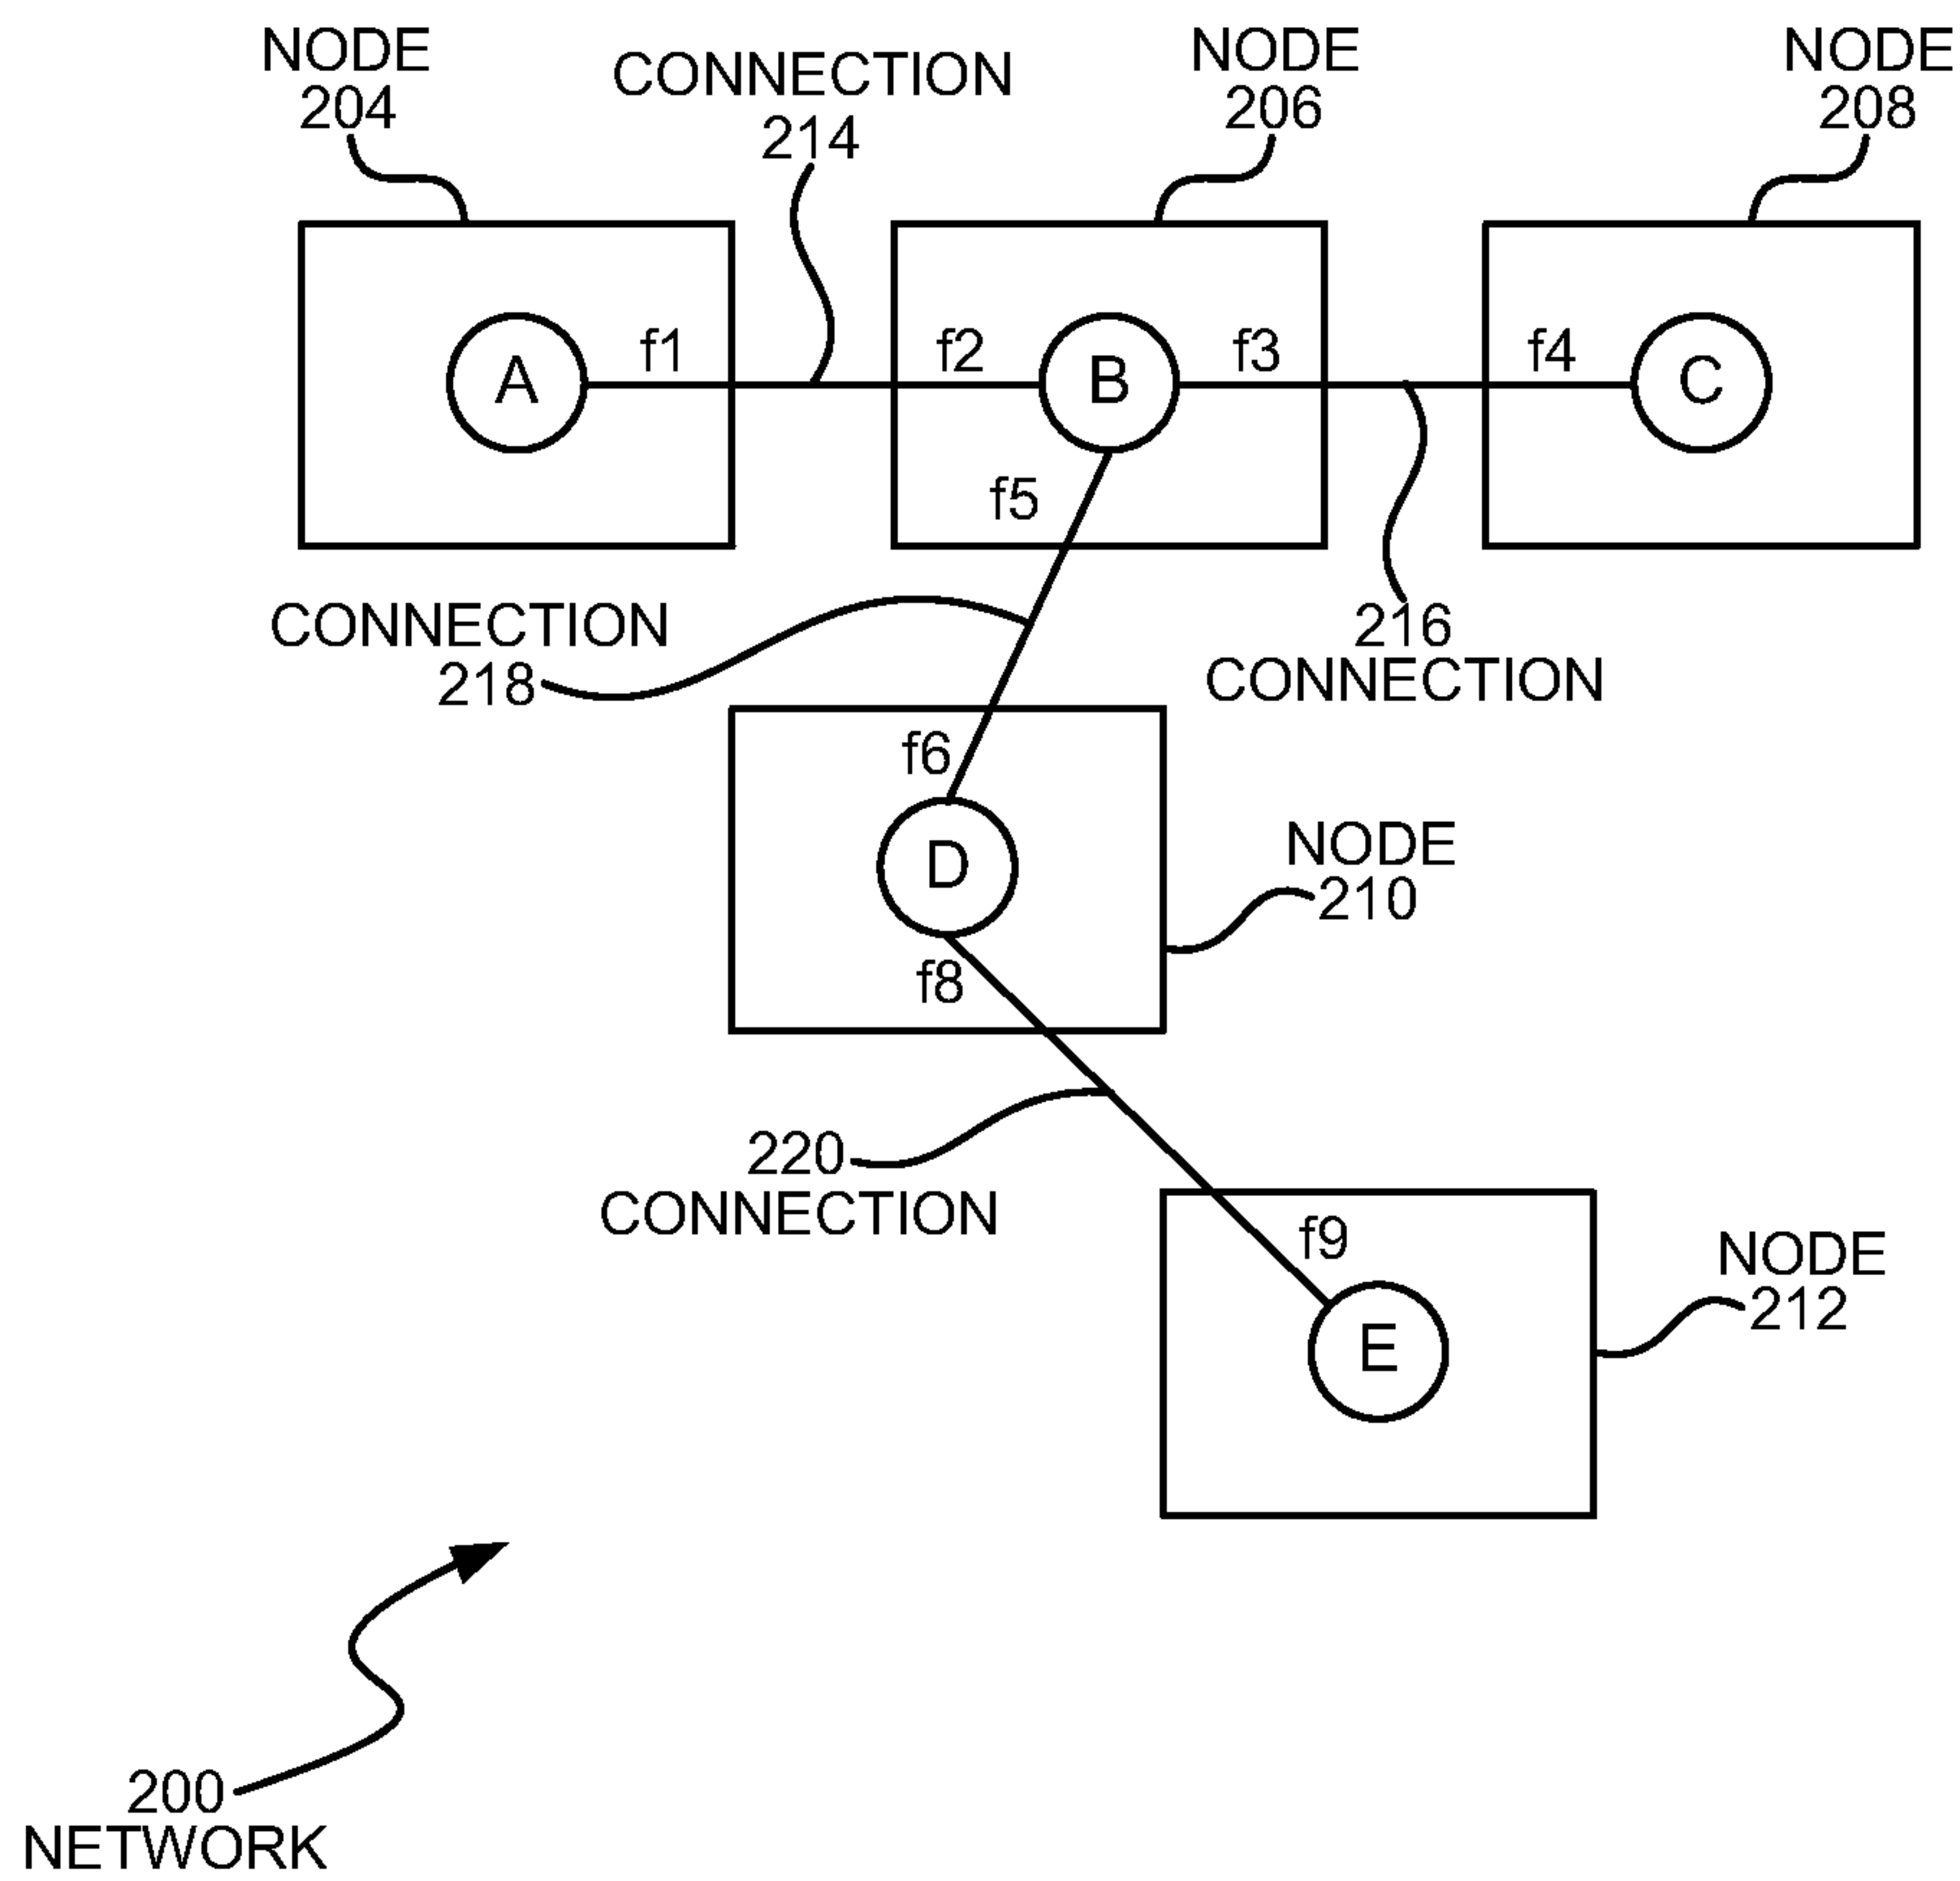 NODE
204
CONNECTION
214
NODE
206
NODE
208
A
f1
f2
B
f3
f4
C
f5
CONNECTION
218
216
CONNECTION
f6
D
NODE
210
f8
220
CONNECTION
f9
NODE
212
E
200
NETWORK